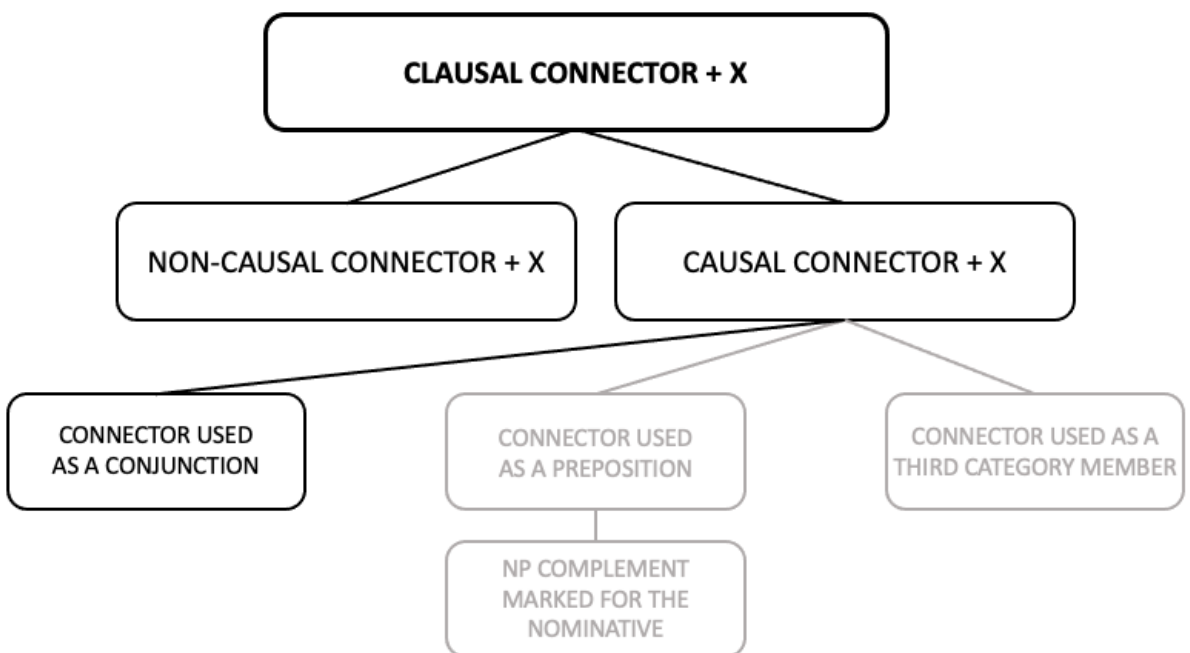 CLAUSAL CONNECTOR + X
NON-CAUSAL CONNECTOR + X
CAUSAL CONNECTOR + X
CONNECTOR USED
AS A CONJUNCTION
CONNECTOR USED
AS A PREPOSITION
CONNECTOR USED AS A
THIRD CATEGORY MEMBER
NP COMPLEMENT
MARKED FOR THE
NOMINATIVE